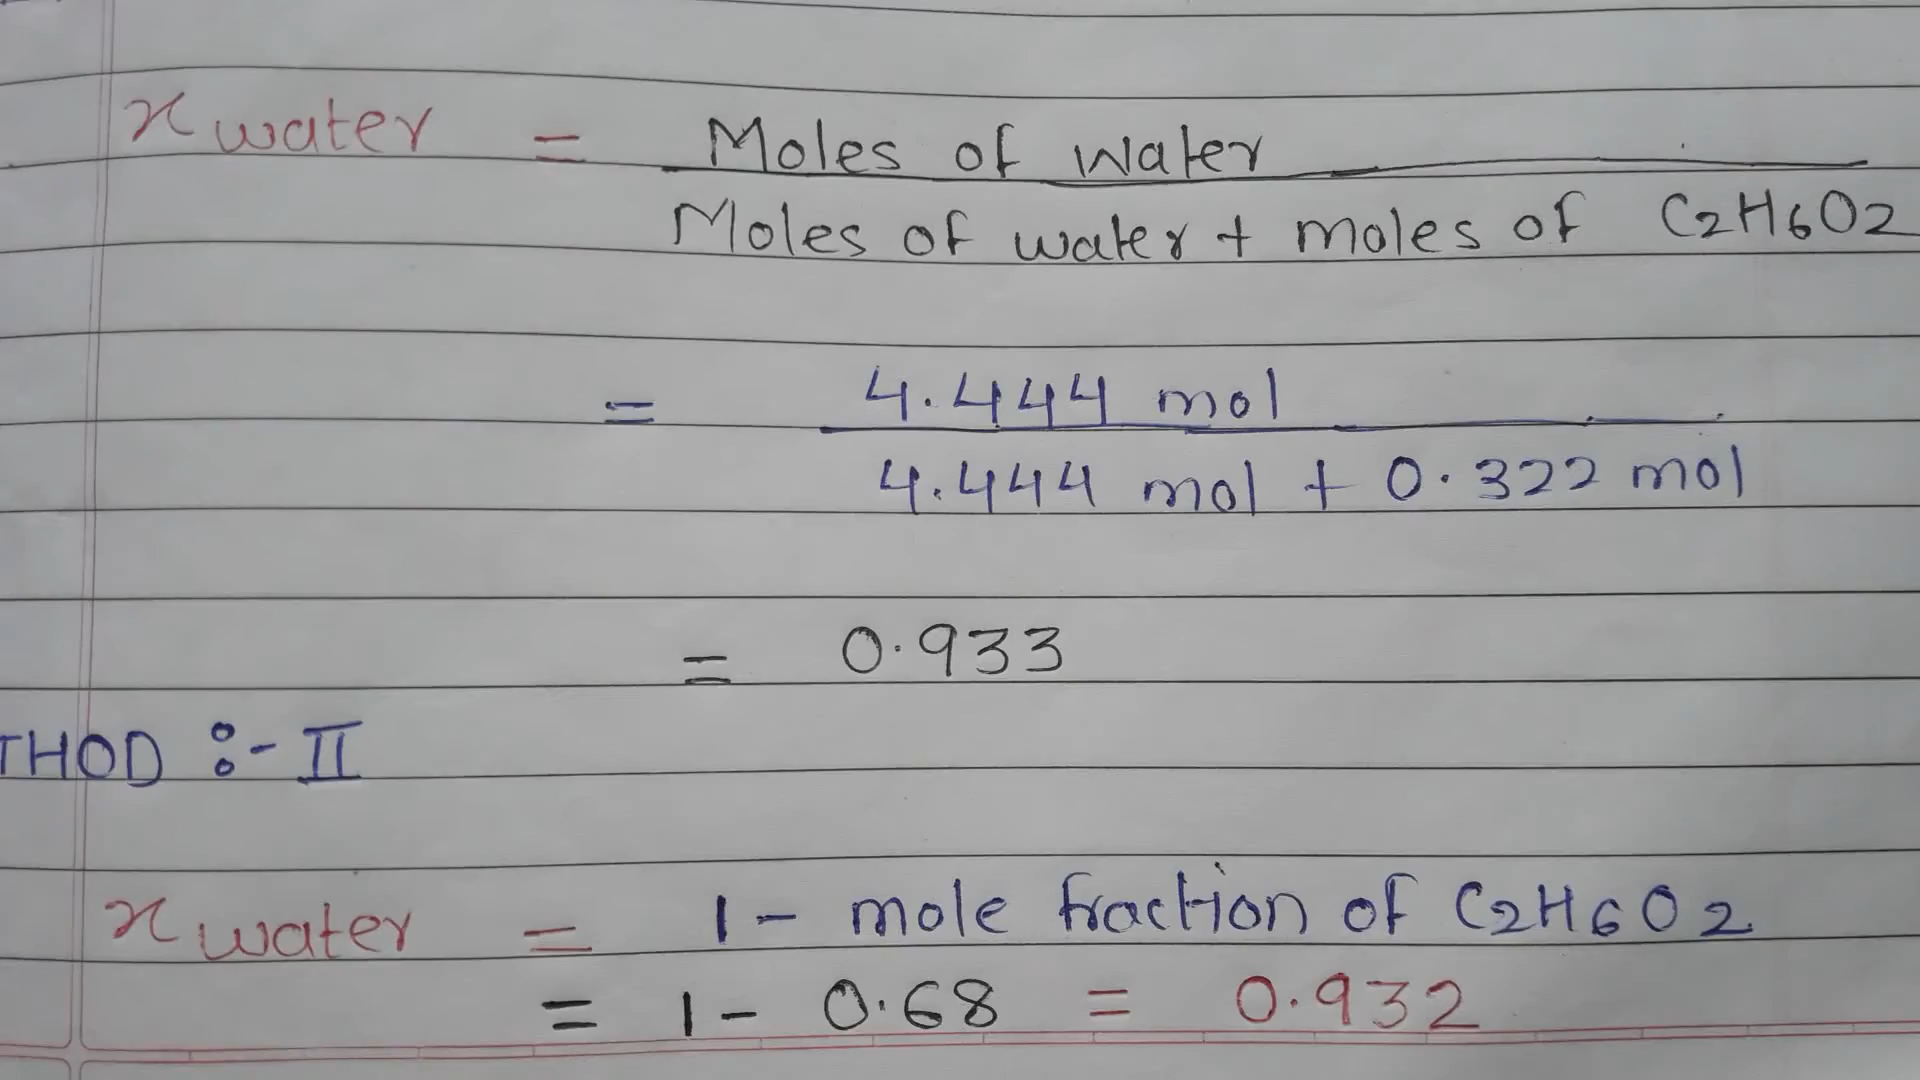 x water = Moles of water
Moles of water + moles of C2H6O2
= 4.444 mol
4.444 mol + 0.322 mol
= 0.933
THOD :- II
x water = 1 - mole fraction of C2H6O2
= 1 - 0.68 = 0.932